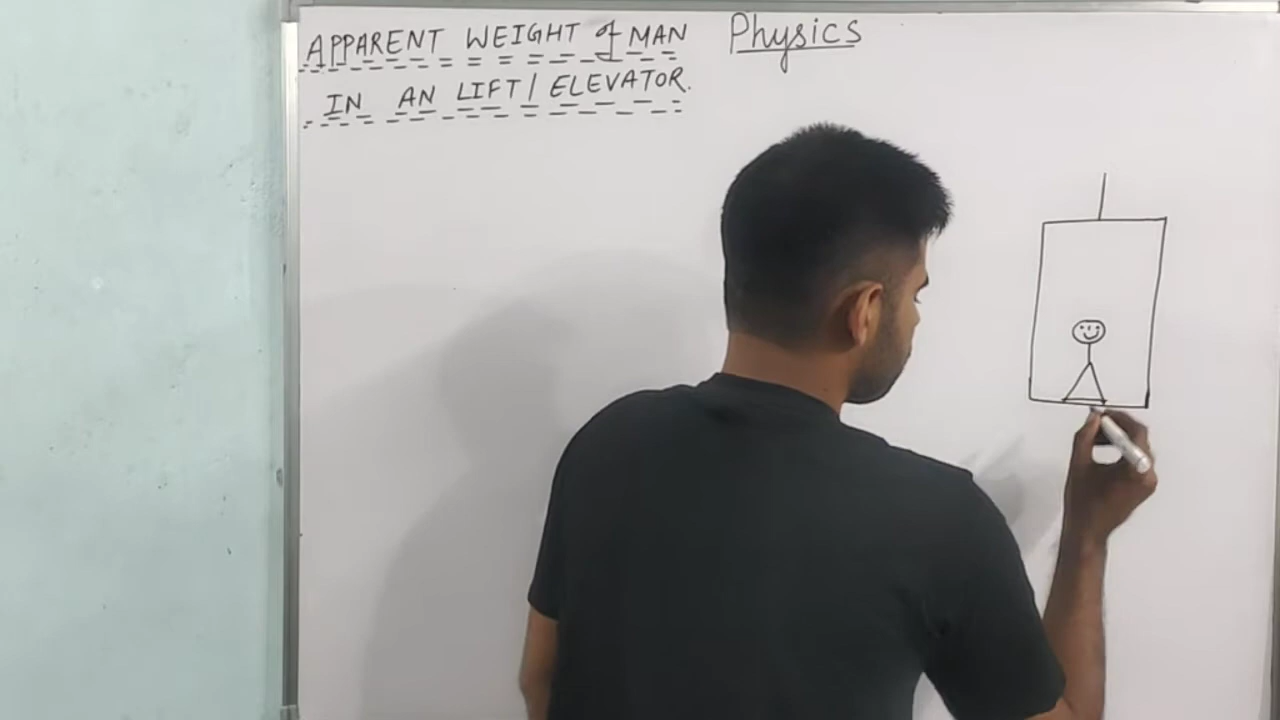 APPARENT WEIGHT of MAN Physics
IN AN LIFT/ELEVATOR.